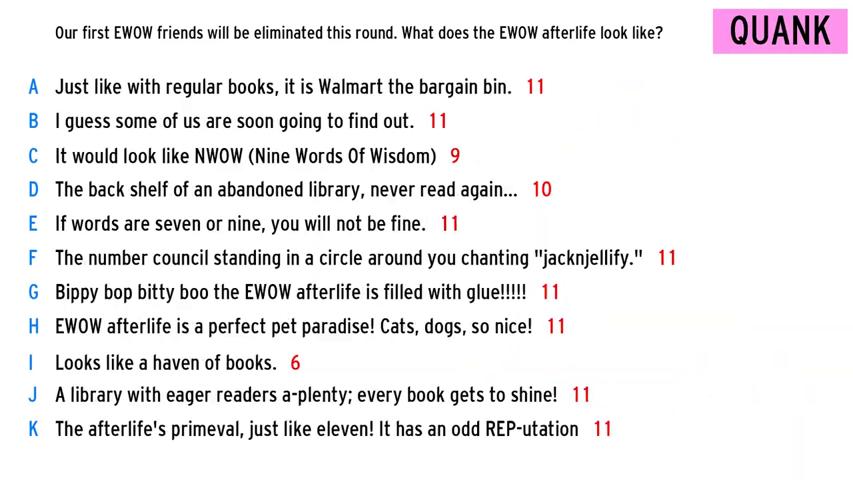 Our first EWOW friends will be eliminated this round. What does the EWOW afterlife look like?
QUANK
A Just like with regular books, it is Walmart the bargain bin. 11
B I guess some of us are soon going to find out. 11
C It would look like NWOW (Nine Words Of Wisdom) 9
D The back shelf of an abandoned library, never read again... 10
E If words are seven or nine, you will not be fine. 11
F The number council standing in a circle around you chanting "jacknjellify." 11
G Bippy bop bitty boo the EWOW afterlife is filled with glue!!!!! 11
H EWOW afterlife is a perfect pet paradise! Cats, dogs, so nice! 11
I Looks like a haven of books. 6
J A library with eager readers a-plenty; every book gets to shine! 11
K The afterlife's primeval, just like eleven! It has an odd REP-utation 11